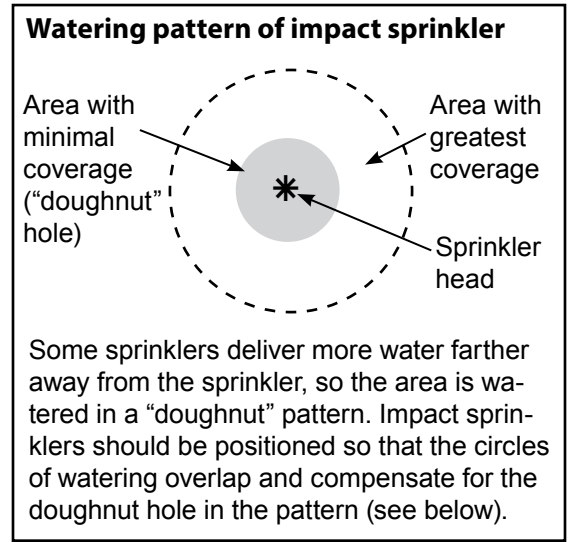 Watering pattern of impact sprinkler
Area with
minimal
coverage
(“doughnut”
hole)
Area with
greatest
coverage
Sprinkler
head
Some sprinklers deliver more water farther
away from the sprinkler, so the area is wa-
tered in a “doughnut” pattern. Impact sprin-
klers should be positioned so that the circles
of watering overlap and compensate for the
doughnut hole in the pattern (see below).